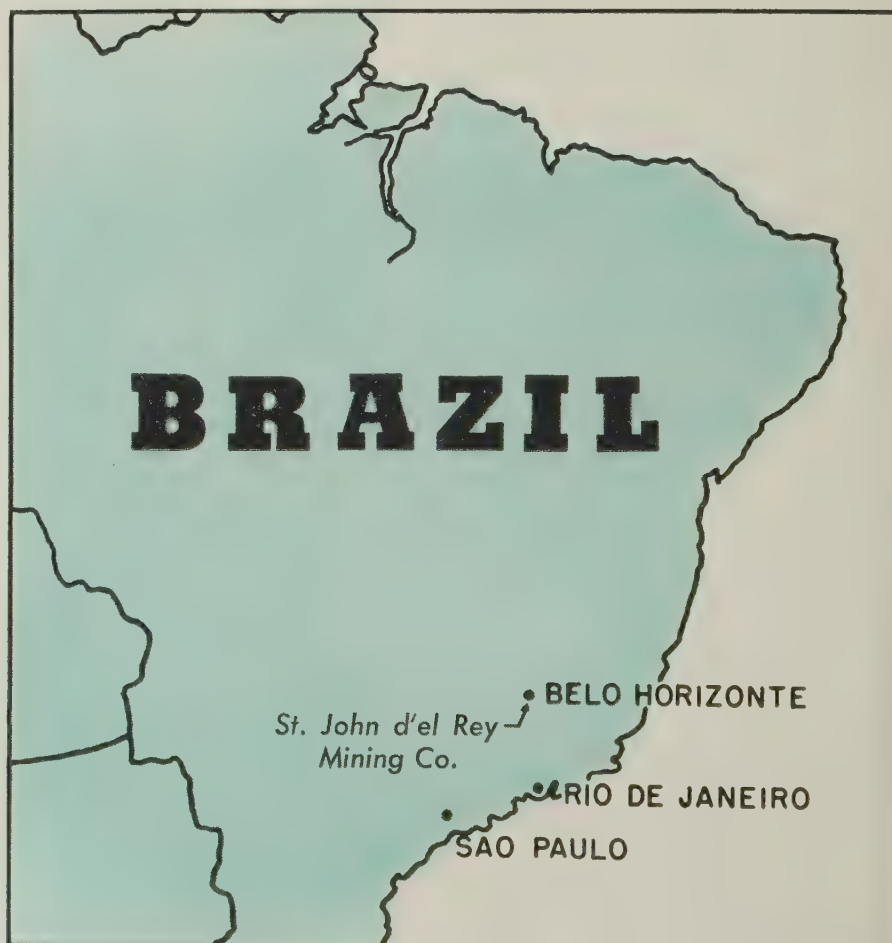 BRAZIL
BELO HORIZONTE
St. John d'el Rey
Mining Co.
RIO DE JANEIRO
SAO PAULO